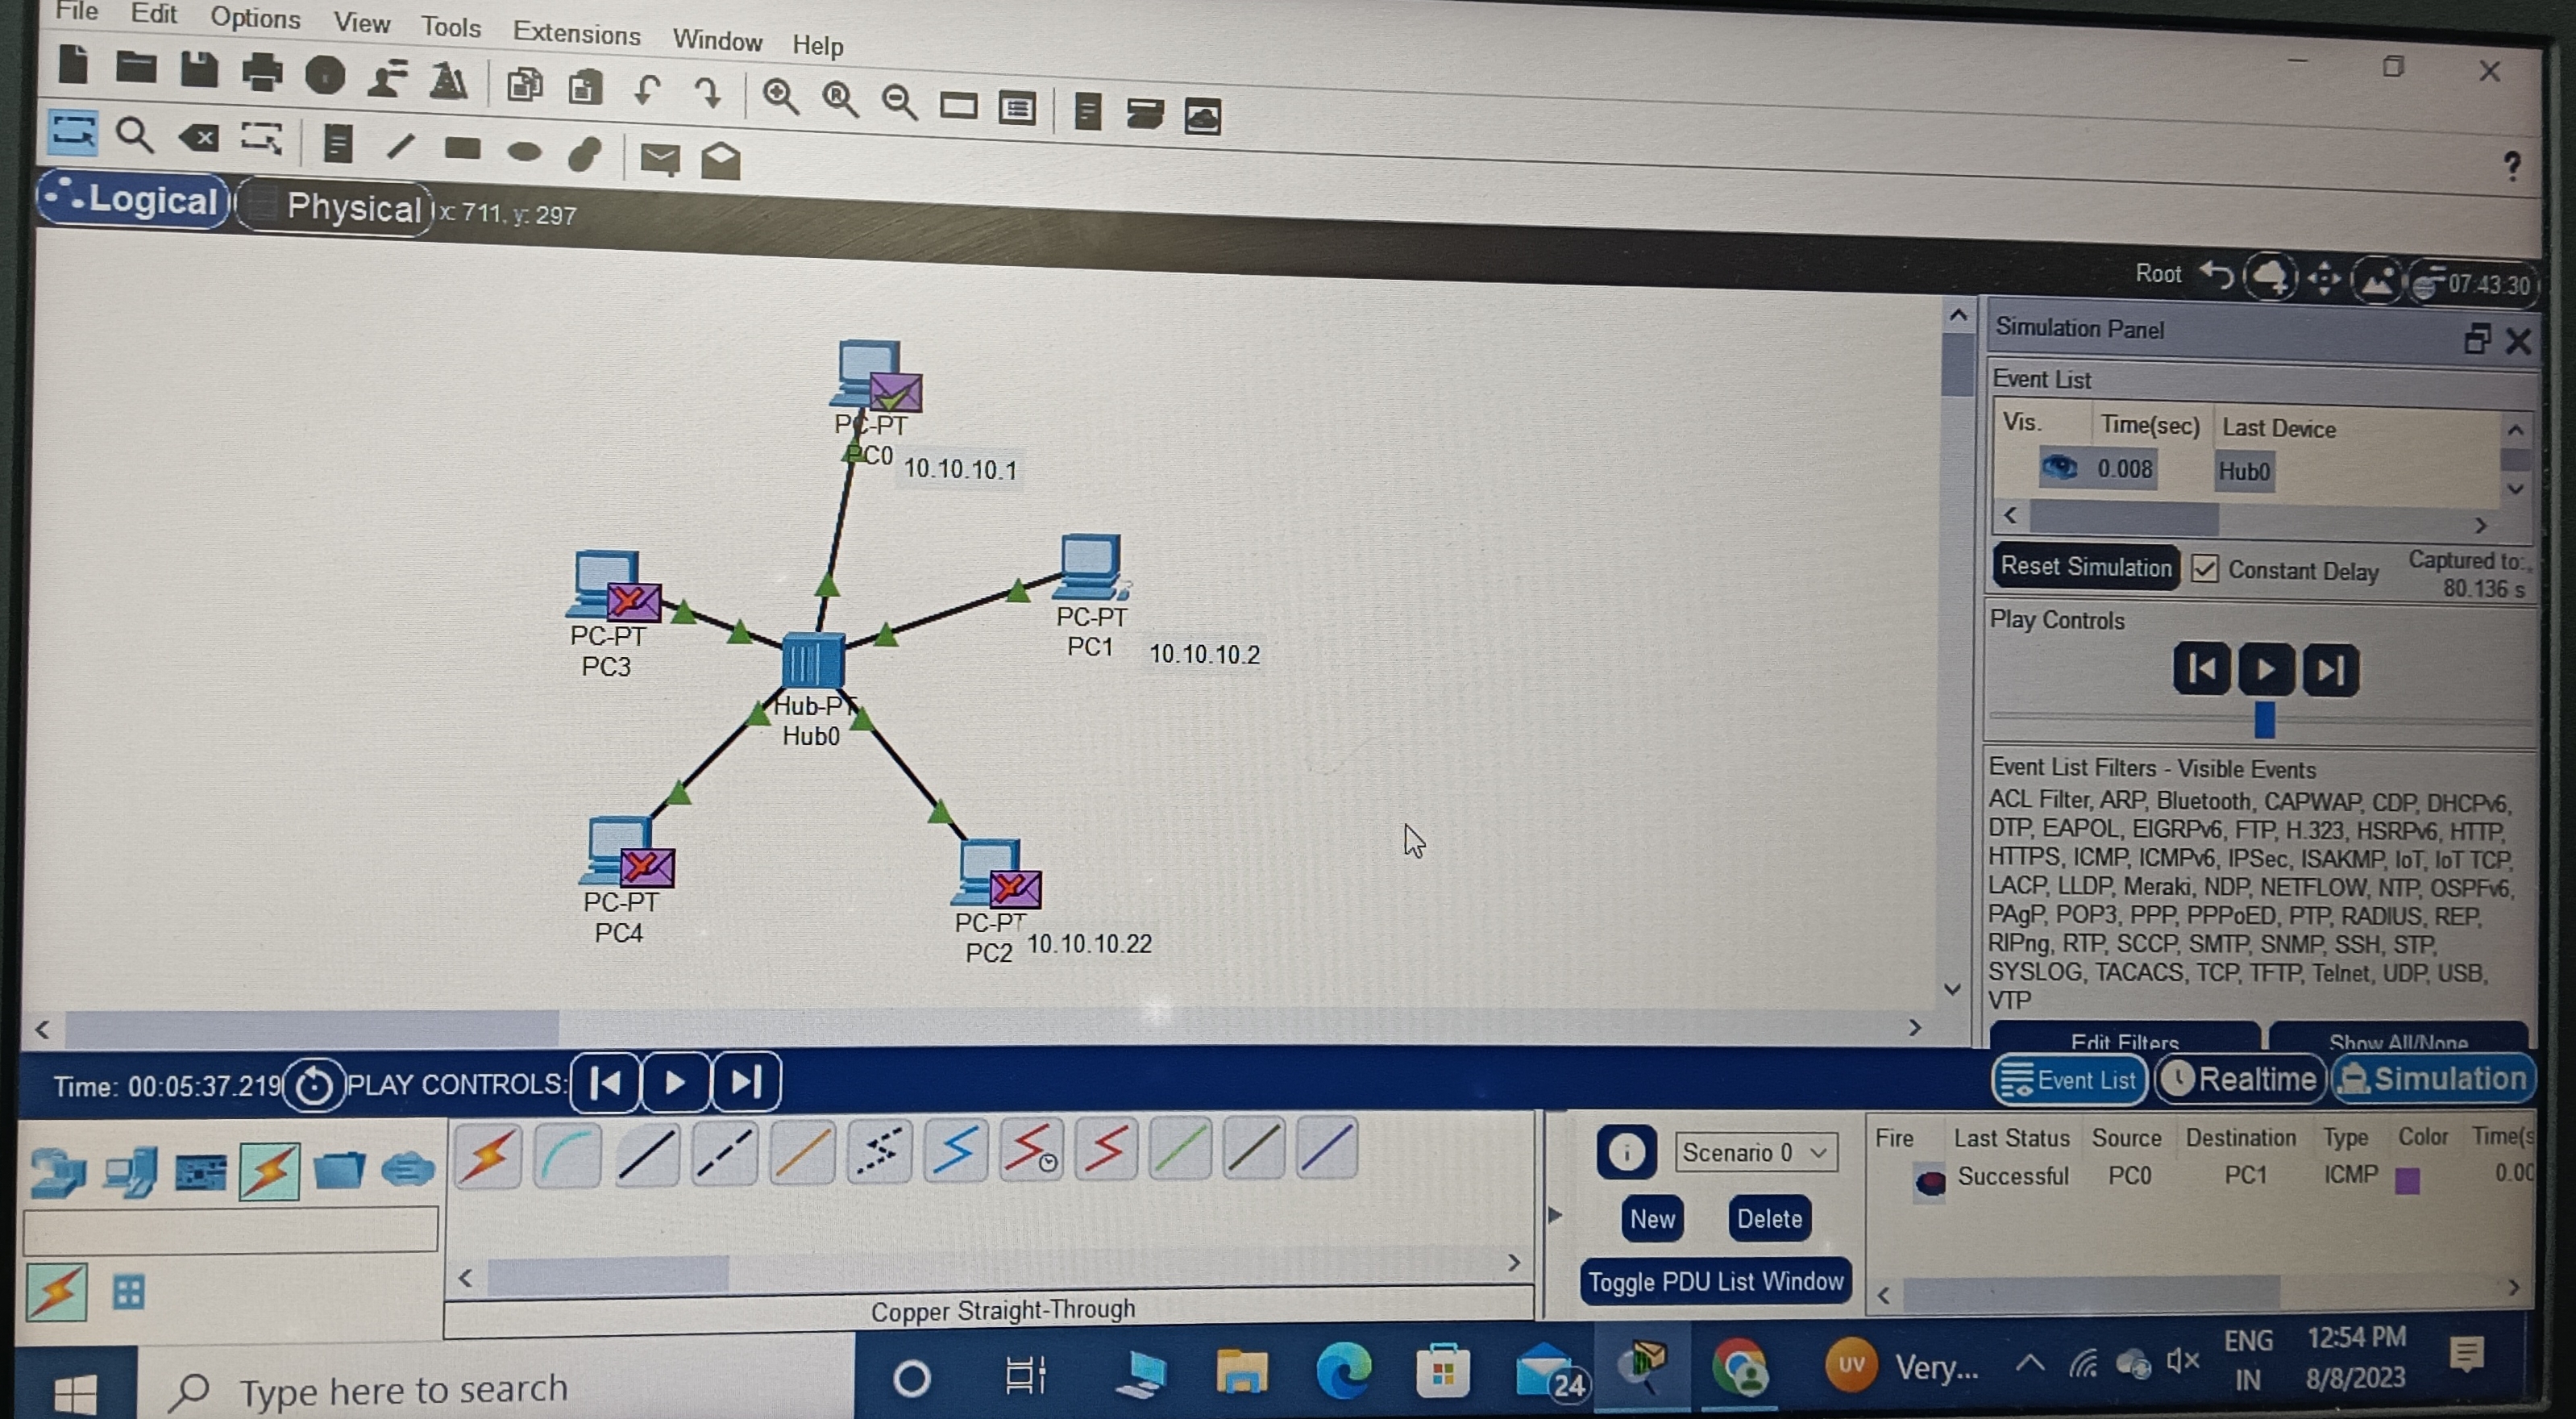 File Edit Options View Tools Extensions Window Help
Logical Physical x: 711, y: 297
Root 07:43:30
PC-PT
PC0 10.10.10.1
PC-PT
PC1 10.10.10.2
PC-PT
PC3
Hub-PT
Hub0
PC-PT
PC4
PC-PT
PC2 10.10.10.22
Simulation Panel
Event List
Vis. Time(sec) Last Device
0.008 Hub0
Reset Simulation Constant Delay Captured to:
80.136 s
Play Controls
Event List Filters - Visible Events
ACL Filter, ARP, Bluetooth, CAPWAP, CDP, DHCPv6,
DTP, EAPOL, EIGRPv6, FTP, H.323, HSRPv6, HTTP,
HTTPS, ICMP, ICMPv6, IPSec, ISAKMP, IoT, IoT TCP,
LACP, LLDP, Meraki, NDP, NETFLOW, NTP, OSPFv6,
PAgP, POP3, PPP, PPPoED, PTP, RADIUS, REP,
RIPng, RTP, SCCP, SMTP, SNMP, SSH, STP,
SYSLOG, TACACS, TCP, TFTP, Telnet, UDP, USB,
VTP
Edit Filters Show All/None
Time: 00:05:37.219 PLAY CONTROLS:
Event List Realtime Simulation
Scenario 0
New Delete
Toggle PDU List Window
Fire Last Status Source Destination Type Color Time(s
Successful PC0 PC1 ICMP 0.00
Copper Straight-Through
Type here to search
24
UV Very...
ENG
IN
12:54 PM
8/8/2023